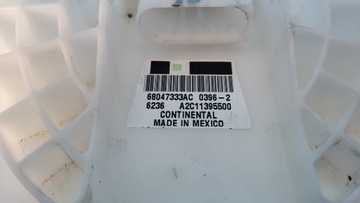 68047333AC 0396-2
6236 A2C11395500
CONTINENTAL
MADE IN MEXICO